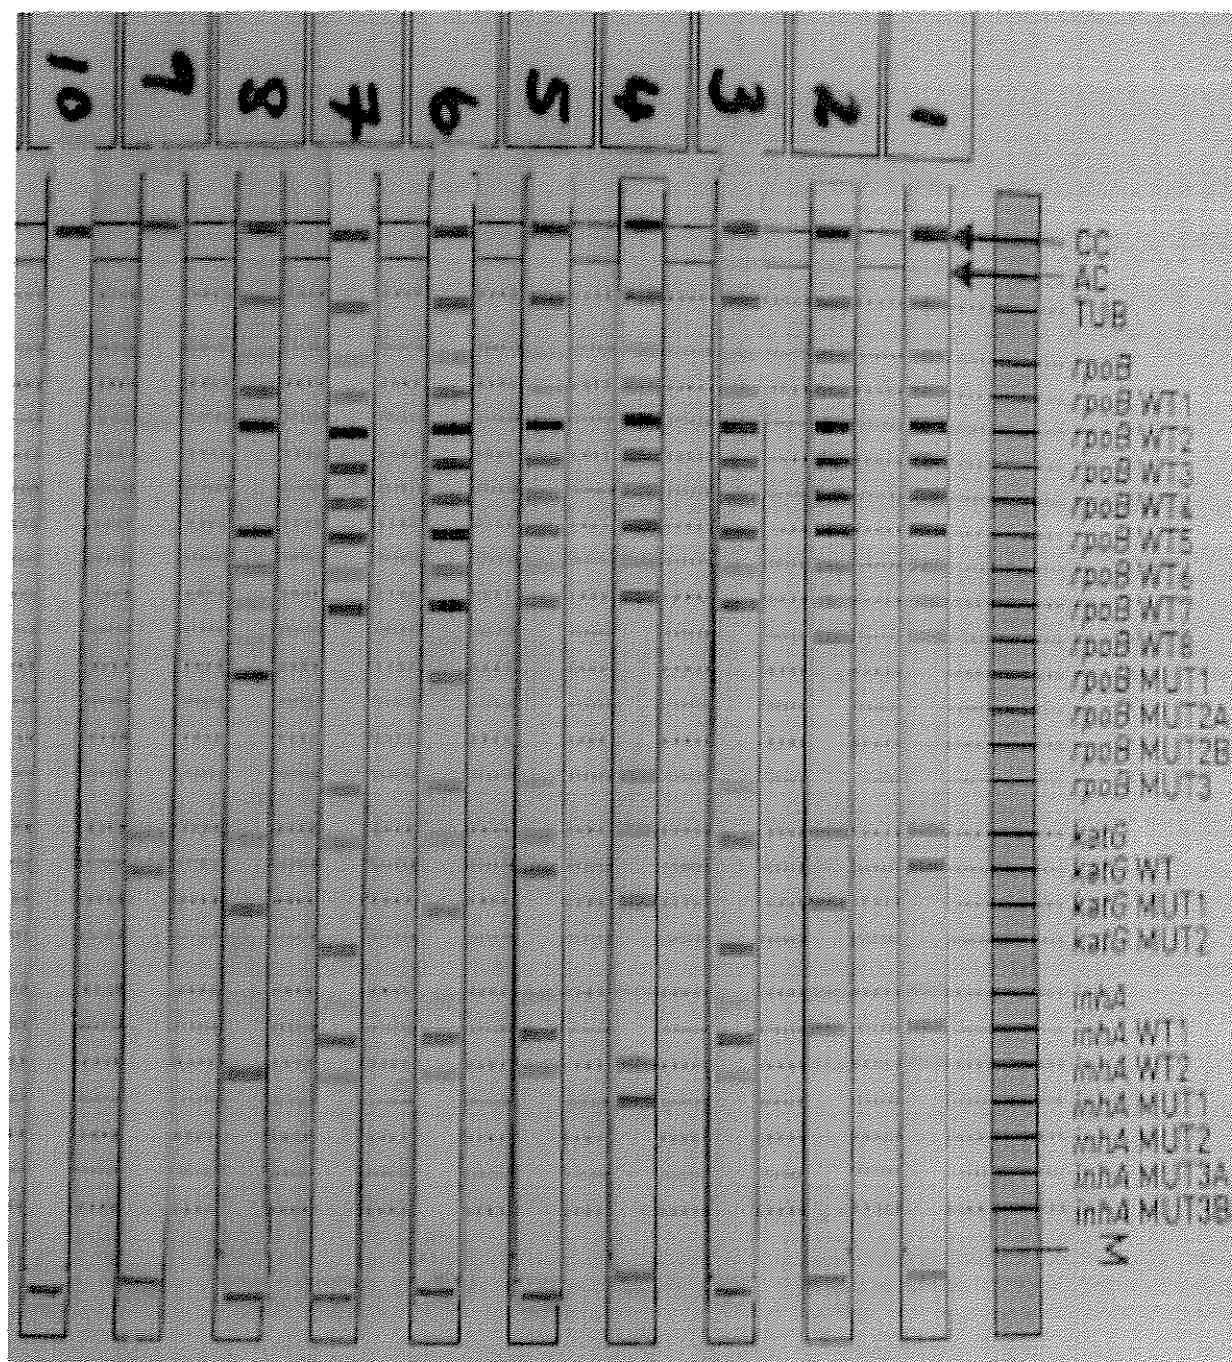 10 9 8 7 6 5 4 3 2 1
CC
AC
TUB
rpoB
rpoB WT1
rpoB WT2
rpoB WT3
rpoB WT4
rpoB WT5
rpoB WT6
rpoB WT7
rpoB WT8
rpoB MUT1
rpoB MUT2A
rpoB MUT2B
rpoB MUT3
katG
katG WT
katG MUT1
katG MUT2
inhA
inhA WT1
inhA WT2
inhA MUT1
inhA MUT2
inhA MUT3A
inhA MUT3B
M